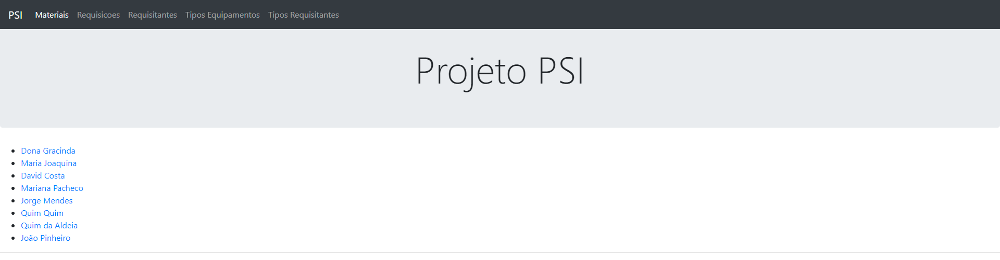 PSI Materiais Requisicoes Requisitantes Tipos Equipamentos Tipos Requisitantes
Projeto PSI
Dona Gracinda
Maria Joaquina
David Costa
Mariana Pacheco
Jorge Mendes
Quim Quim
Quim da Aldeia
João Pinheiro